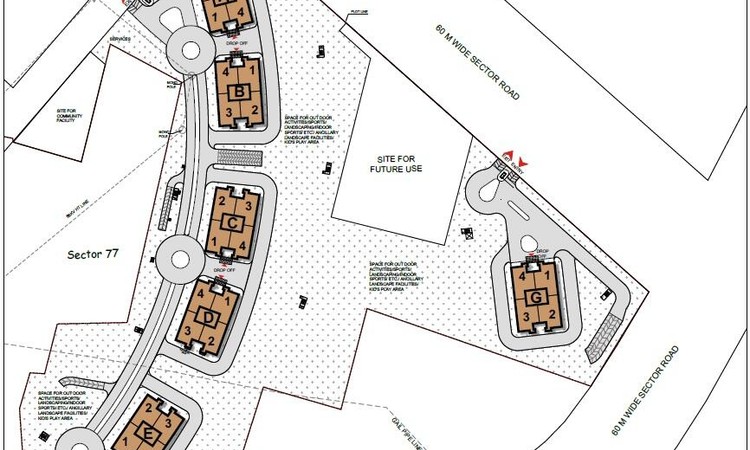 PLOT LINE
60 M WIDE SECTOR ROAD
1 4
DROP OFF
SERVICES
4 1
B
3 2
SITE FOR
COMMUNITY
FACILITY
SPACE FOR OUT DOOR
ACTIVITIES/SPORTS/
LANDSCAPING/INDOOR
SPORTS/ ETC/ ANCILLARY
LANDSCAPE FACILITIES/
KID'S PLAY AREA
SITE FOR
FUTURE USE
EXIT ENTRY
2 3
C
1 4
DROP OFF
Sector 77
SPACE FOR OUT DOOR
ACTIVITIES/SPORTS/
LANDSCAPING/INDOOR
SPORTS/ ETC/ ANCILLARY
LANDSCAPE FACILITIES/
KID'S PLAY AREA
DROP
OFF
4 1
G
3 2
4 1
D
3 2
60 M WIDE SECTOR ROAD
SPACE FOR OUT DOOR
ACTIVITIES/SPORTS/
LANDSCAPING/INDOOR
SPORTS/ ETC/ ANCILLARY
LANDSCAPE FACILITIES/
KID'S PLAY AREA
2 3
E
1 4
GAIL PIPELINE